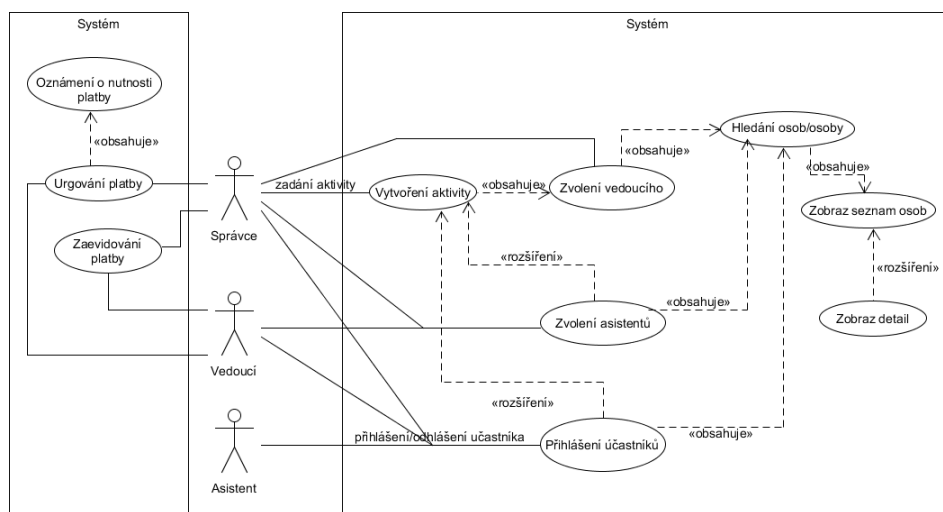 Systém
Systém
Oznámení o nutnosti
platby
«obsahuje»
Urgování platby
Zaevidování
platby
Správce
Vedoucí
Asistent
zadání aktivity
Vytvoření aktivity
«obsahuje»
Zvolení vedoucího
«obsahuje»
Hledání osob/osoby
«obsahuje»
Zobraz seznam osob
«rozšíření»
Zobraz detail
«rozšíření»
Zvolení asistentů
«obsahuje»
«rozšíření»
přihlášení/odhlášení učastníka
Přihlášení účastníků
«obsahuje»